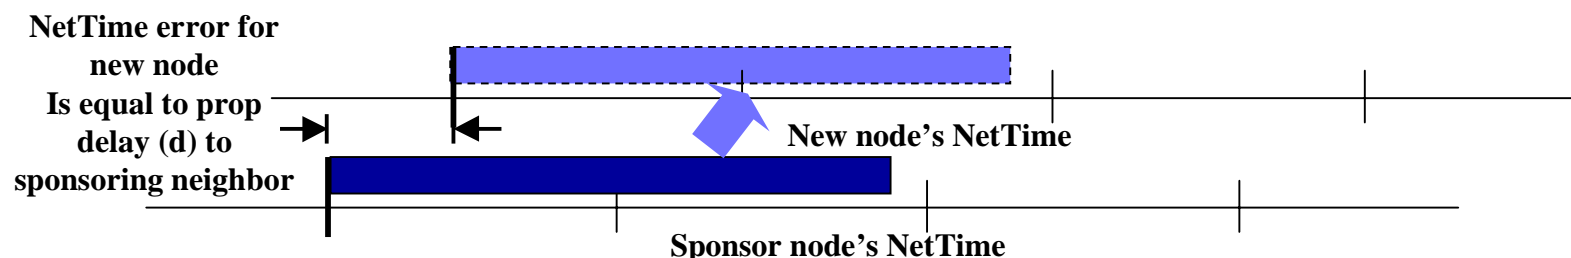 NetTime error for
new node
Is equal to prop
delay (d) to
sponsoring neighbor
New node’s NetTime
Sponsor node’s NetTime